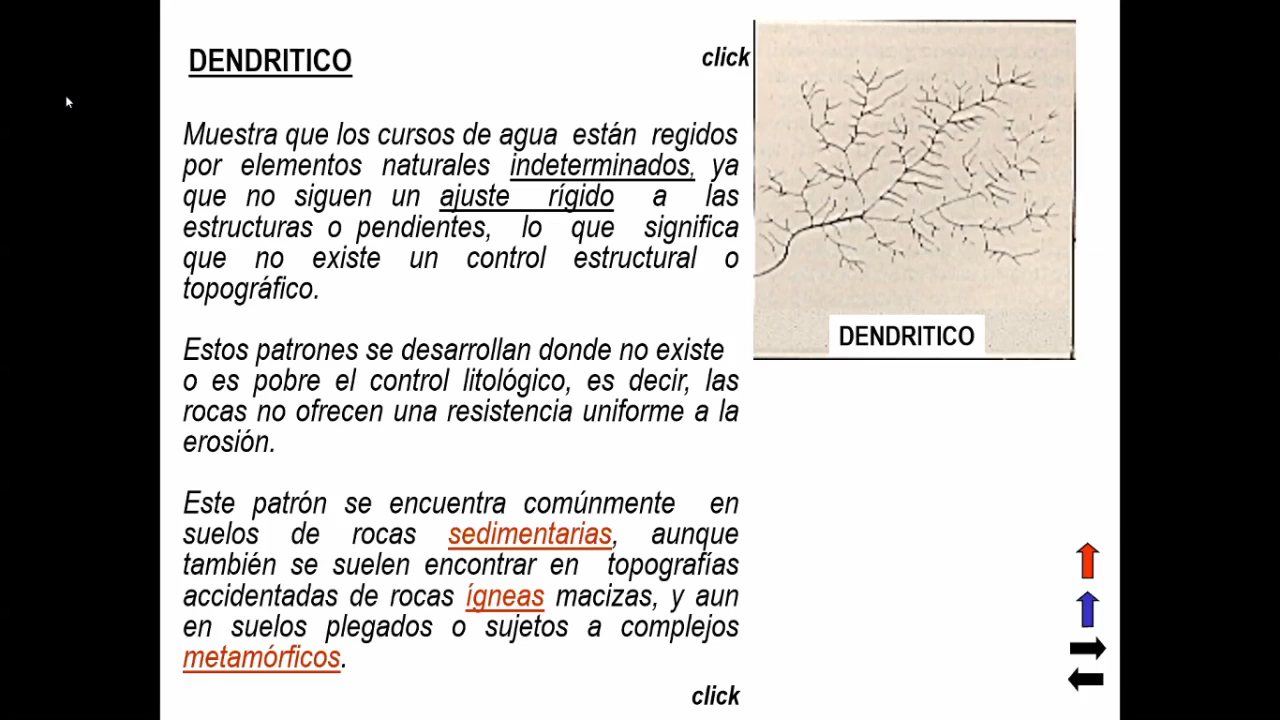 DENDRITICO
click
Muestra que los cursos de agua están regidos
por elementos naturales indeterminados, ya
que no siguen un ajuste rígido a las
estructuras o pendientes, lo que significa
que no existe un control estructural o
topográfico.
Estos patrones se desarrollan donde no existe
o es pobre el control litológico, es decir, las
rocas no ofrecen una resistencia uniforme a la
erosión.
Este patrón se encuentra comúnmente en
suelos de rocas sedimentarias, aunque
también se suelen encontrar en topografías
accidentadas de rocas ígneas macizas, y aun
en suelos plegados o sujetos a complejos
metamórficos.
click
DENDRITICO